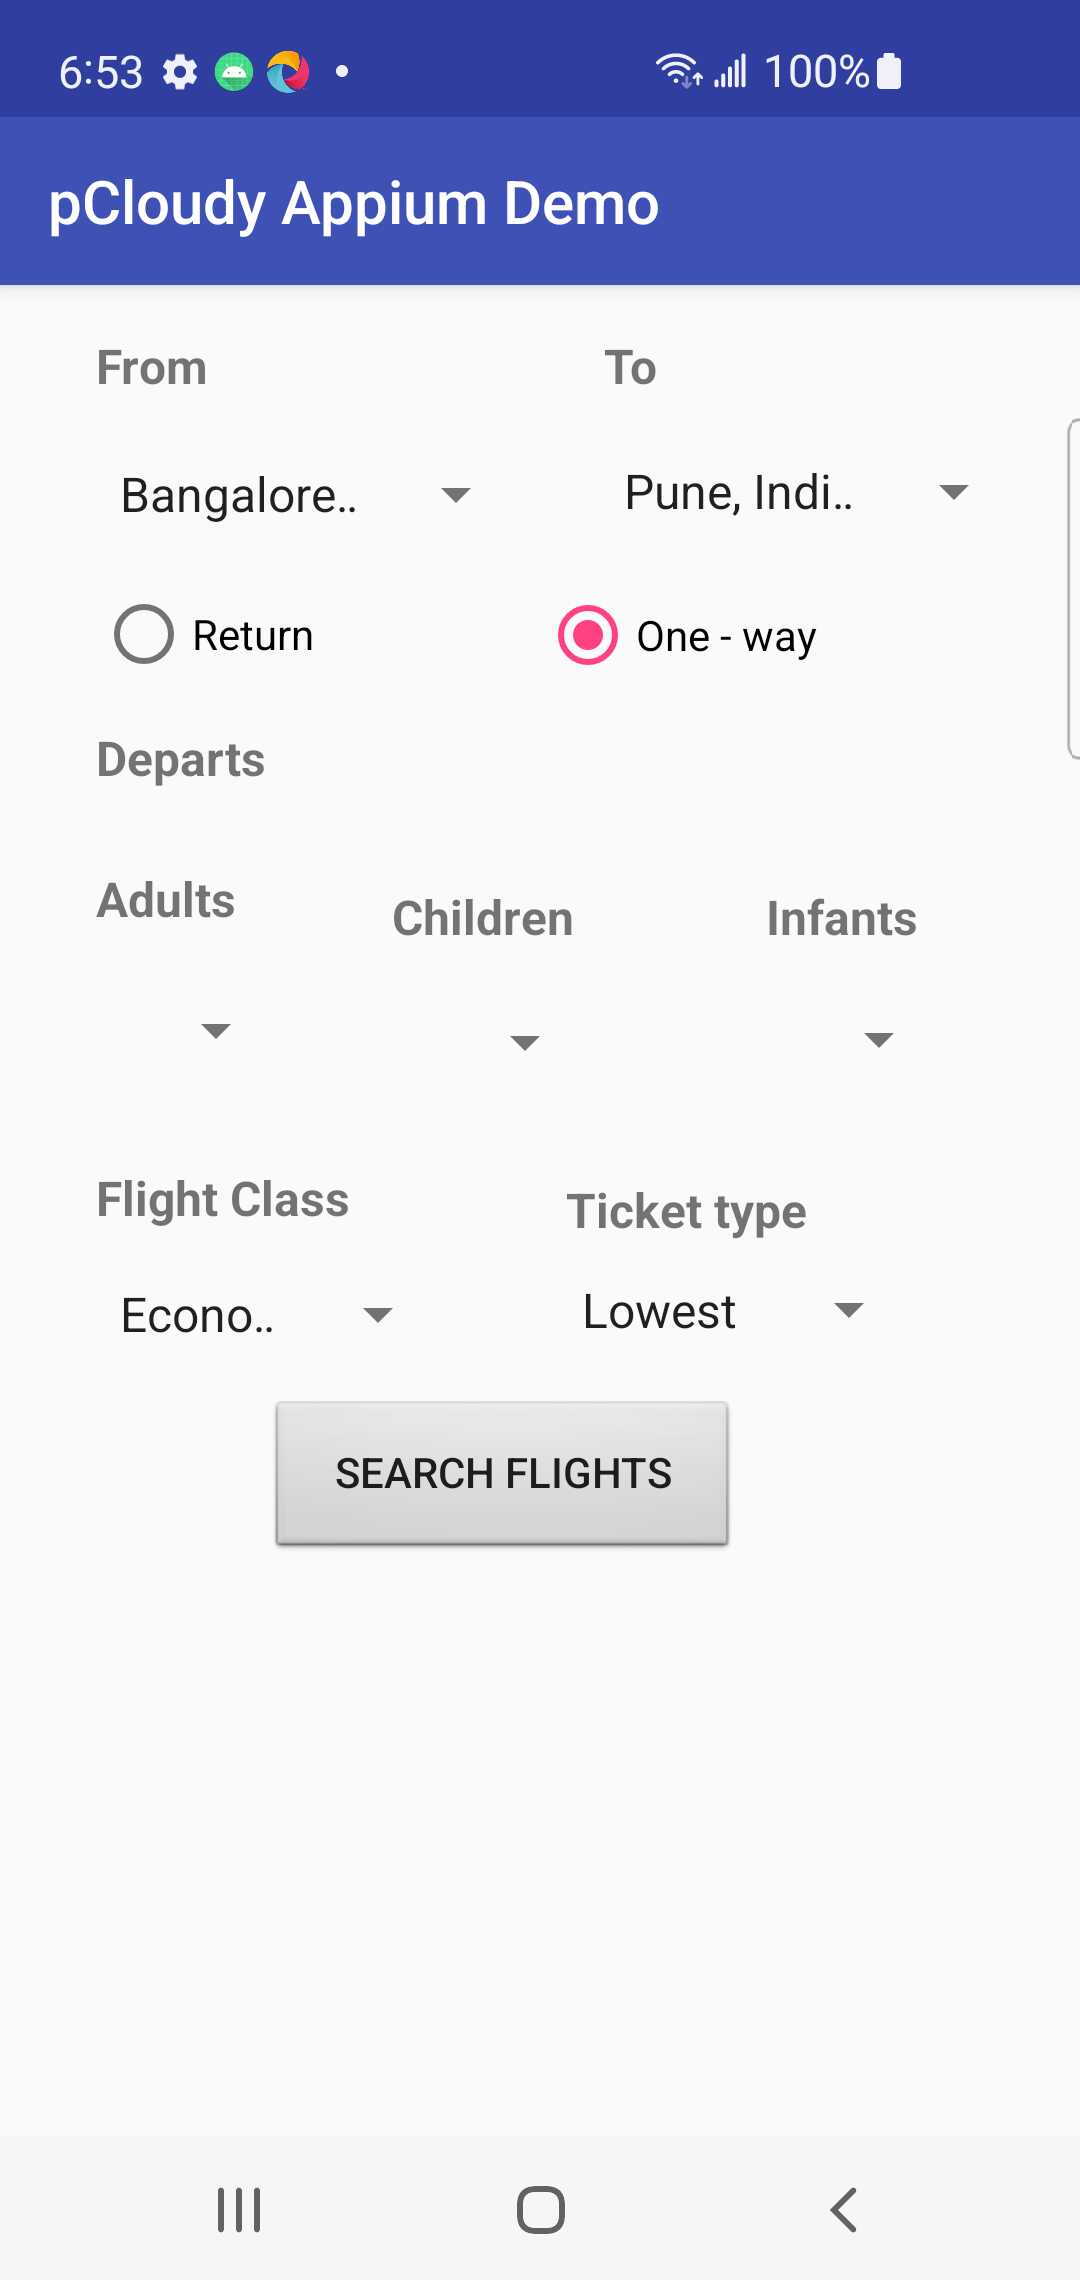 6:53 100%
pCloudy Appium Demo
From To
Bangalore.. Pune, Indi..
Return One - way
Departs
Adults Children Infants
Flight Class Ticket type
Econo.. Lowest
SEARCH FLIGHTS